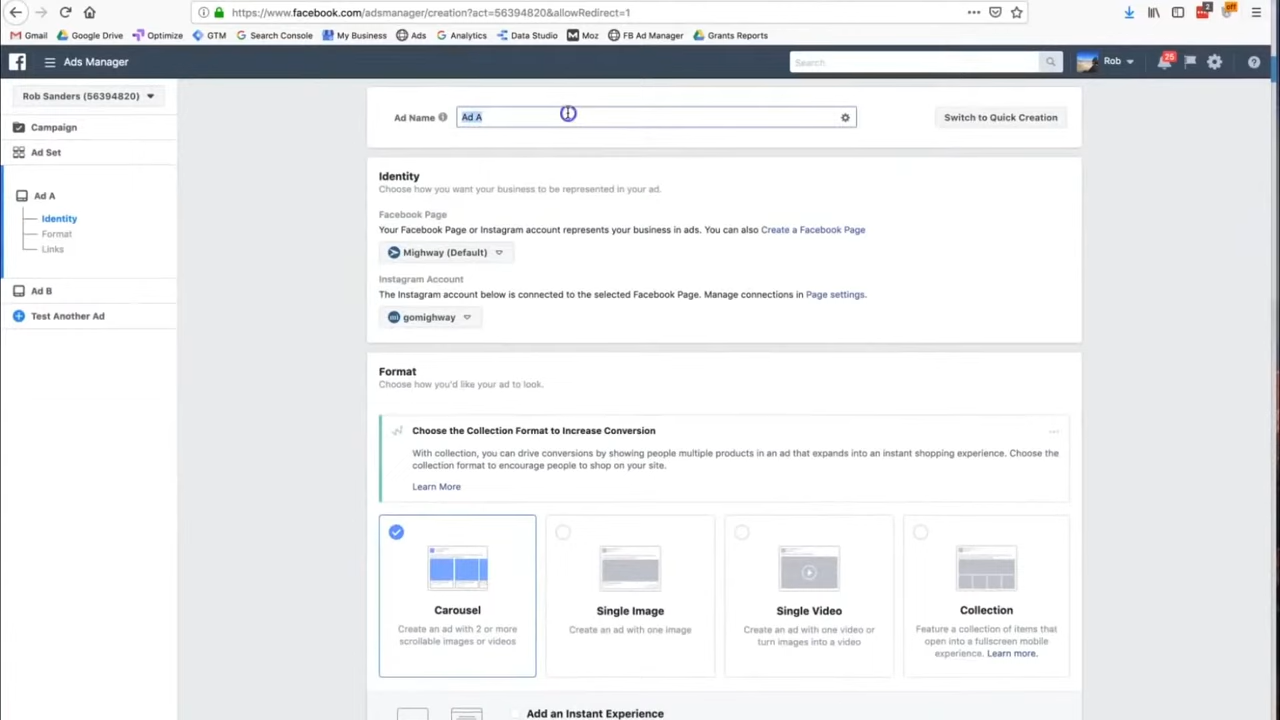 https://www.facebook.com/adsmanager/creation?act=56394820&allowRedirect=1
2
off
Gmail Google Drive Optimize GTM Search Console My Business Ads Analytics Data Studio Moz FB Ad Manager Grants Reports
Ads Manager
Search
Rob
25
Rob Sanders (56394820)
Campaign
Ad Set
Ad A
Identity
Format
Links
Ad B
Test Another Ad
Ad Name
Ad A
Switch to Quick Creation
Identity
Choose how you want your business to be represented in your ad.
Facebook Page
Your Facebook Page or Instagram account represents your business in ads. You can also Create a Facebook Page
Mighway (Default)
Instagram Account
The Instagram account below is connected to the selected Facebook Page. Manage connections in Page settings.
gomighway
Format
Choose how you'd like your ad to look.
Choose the Collection Format to Increase Conversion
With collection, you can drive conversions by showing people multiple products in an ad that expands into an instant shopping experience. Choose the
collection format to encourage people to shop on your site.
Learn More
Carousel
Create an ad with 2 or more
scrollable images or videos
Single Image
Create an ad with one image
Single Video
Create an ad with one video or
turn images into a video
Collection
Feature a collection of items that
open into a fullscreen mobile
experience. Learn more.
Add an Instant Experience